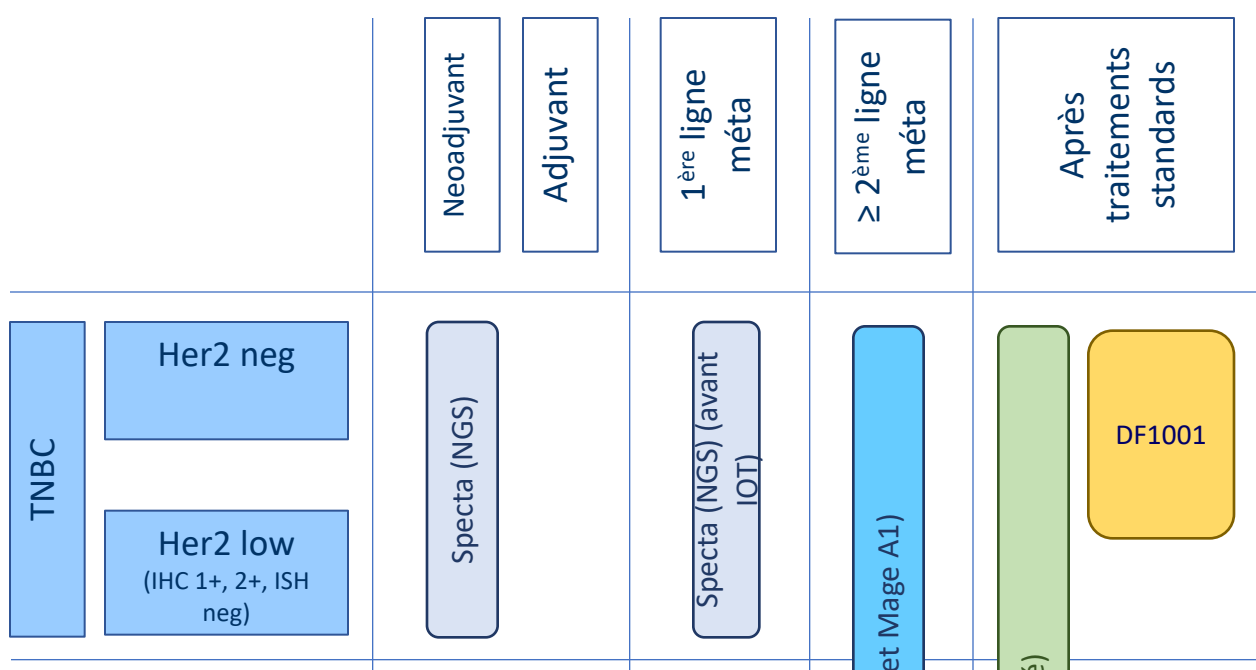 Neoadjuvant
Adjuvant
1ère ligne
méta
≥ 2ème ligne
méta
Après
traitements
standards
TNBC
Her2 neg
Her2 low
(IHC 1+, 2+, ISH
neg)
Specta (NGS)
Specta (NGS) (avant
IOT)
et Mage A1)
DF1001